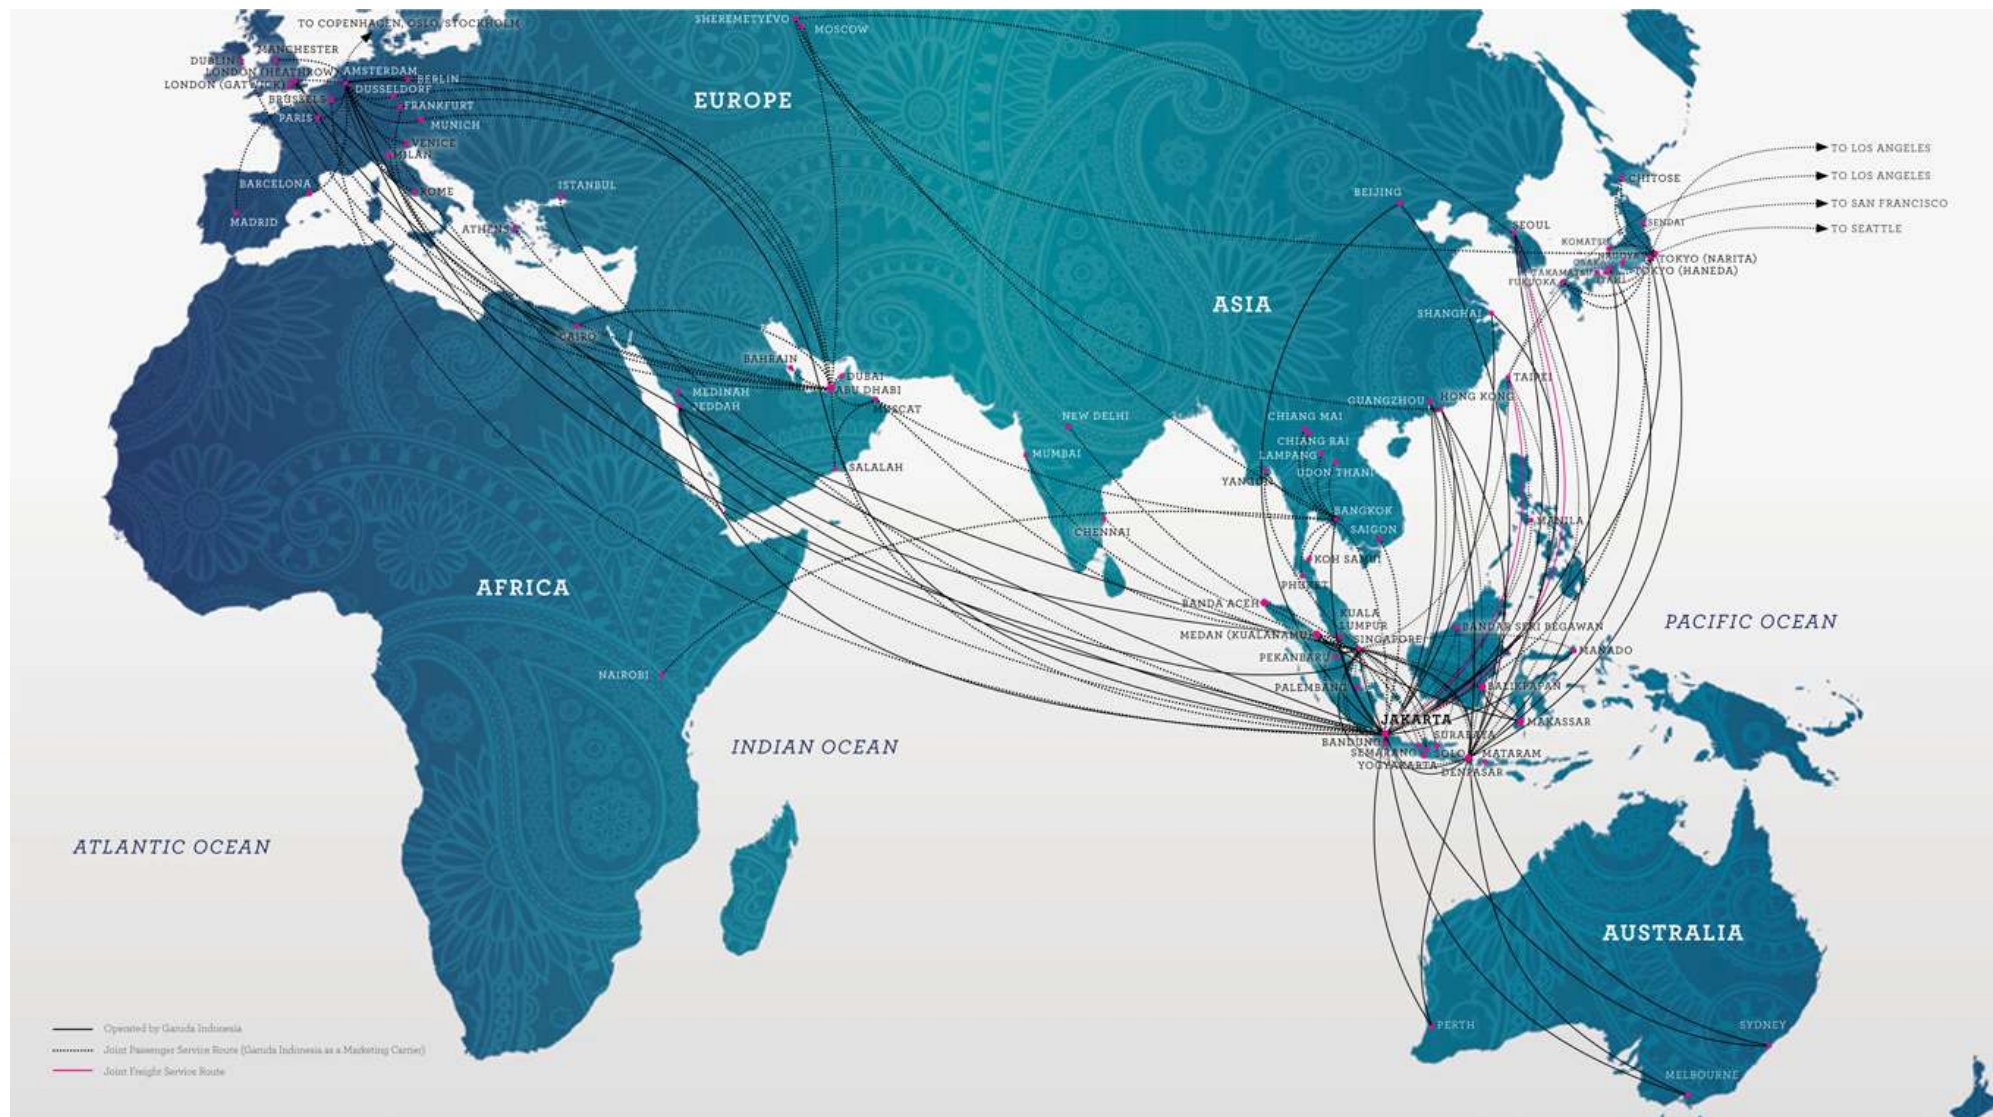 TO COPENHAGEN, OSLO, STOCKHOLM
SHEREMETYEVO
MOSCOW
MANCHESTER
DUBLIN
LONDON (HEATHROW)
LONDON (GATWICK)
AMSTERDAM
BERLIN
DUSSELDORF
BRUSSELS
FRANKFURT
PARIS
MUNICH
VENICE
MILAN
BARCELONA
ROME
MADRID
ISTANBUL
ATHENS
EUROPE
ASIA
BEIJING
SEOUL
CHITOSE
SENDAI
KOMATSU
NAGOYA
OSAKA
TAKAMATSU
FUKUOKA
TOKYO (NARITA)
TOKYO (HANEDA)
TO LOS ANGELES
TO LOS ANGELES
TO SAN FRANCISCO
TO SEATTLE
SHANGHAI
CAIRO
BAHRAIN
DUBAI
ABU DHABI
MUSCAT
MEDINAH
JEDDAH
SALALAH
NEW DELHI
MUMBAI
CHENNAI
TAIPEI
GUANGZHOU
HONG KONG
CHIANG MAI
CHIANG RAI
LAMPANG
UDON THANI
YANGON
BANGKOK
SAIGON
KOH SAMUI
PHUKET
MANILA
AFRICA
NAIROBI
BANDA ACEH
KUALA
LUMPUR
MEDAN (KUALANAMU)
SINGAPORE
BANDAR SERI BEGAWAN
PEKANBARU
MANADO
PALEMBANG
BALIKPAPAN
JAKARTA
MAKASSAR
BANDUNG
SURABAYA
SEMARANG
SOLO
MATARAM
YOGYAKARTA
DENPASAR
PACIFIC OCEAN
INDIAN OCEAN
ATLANTIC OCEAN
AUSTRALIA
PERTH
SYDNEY
MELBOURNE
Operated by Garuda Indonesia
Joint Passenger Service Route (Garuda Indonesia as a Marketing Carrier)
Joint Freight Service Route